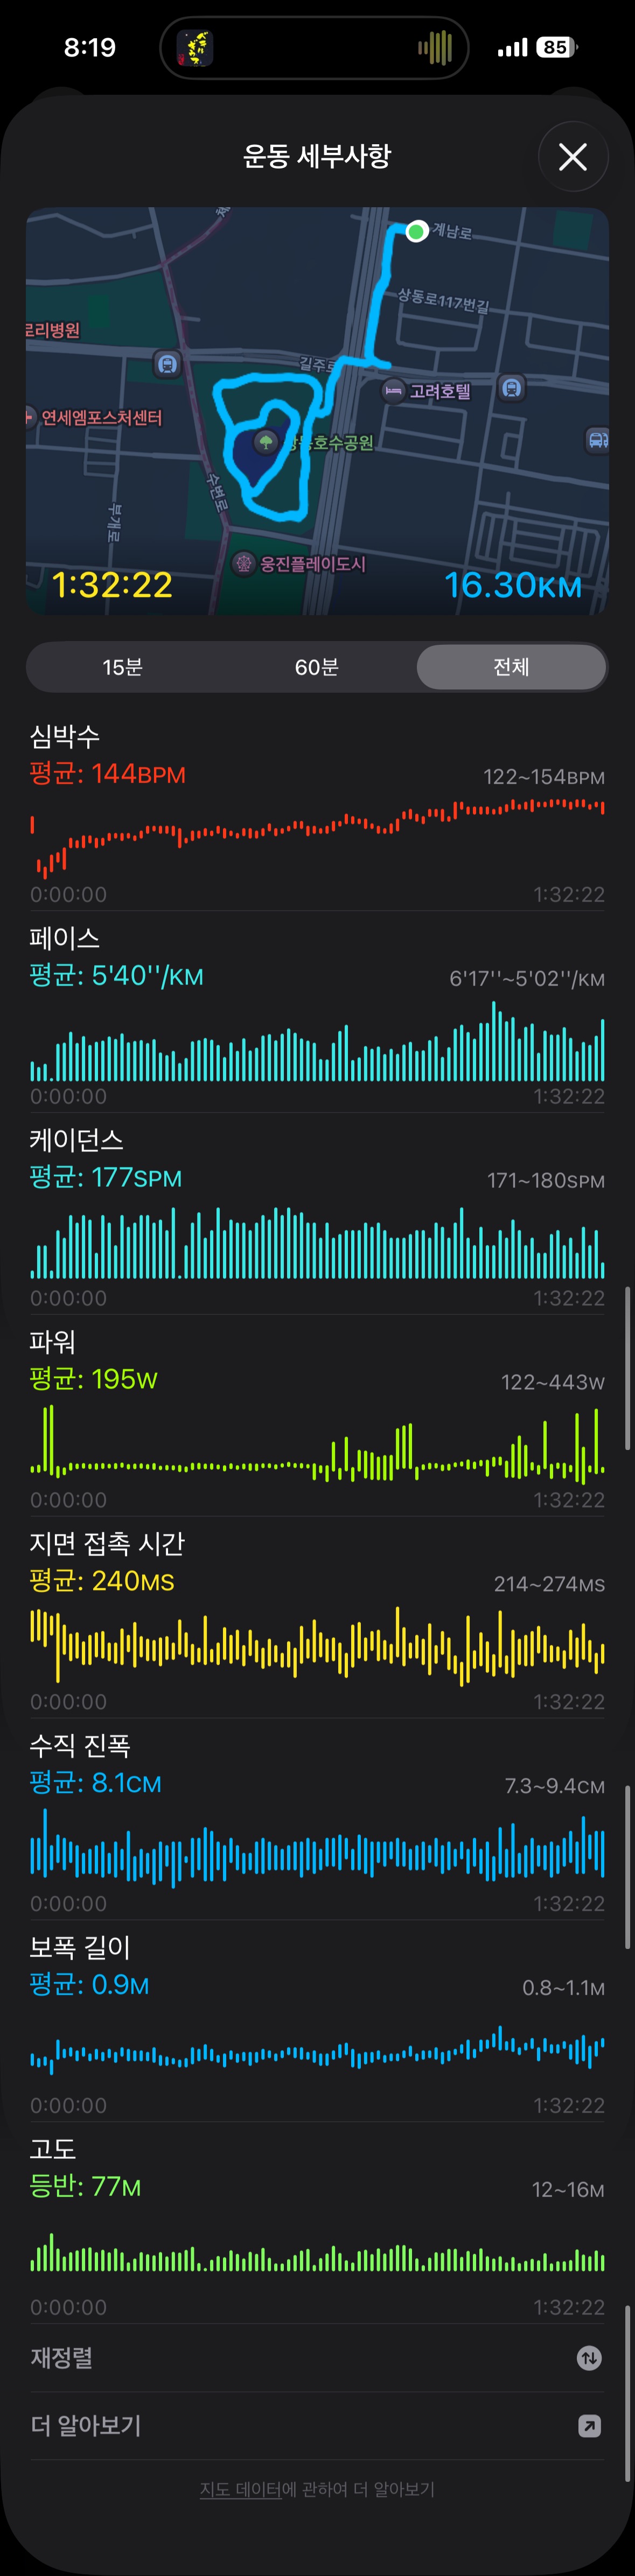 8:19
85
운동 세부사항
계남로
상동로117번길
로리병원
길주로
고려호텔
연세엠포스처센터
상동호수공원
수변로
부개로
웅진플레이도시
1:32:22
16.30KM
15분
60분
전체
심박수
평균: 144BPM
122~154BPM
0:00:00
1:32:22
페이스
평균: 5'40''/KM
6'17''~5'02''/KM
0:00:00
1:32:22
케이던스
평균: 177SPM
171~180SPM
0:00:00
1:32:22
파워
평균: 195W
122~443W
0:00:00
1:32:22
지면 접촉 시간
평균: 240MS
214~274MS
0:00:00
1:32:22
수직 진폭
평균: 8.1CM
7.3~9.4CM
0:00:00
1:32:22
보폭 길이
평균: 0.9M
0.8~1.1M
0:00:00
1:32:22
고도
등반: 77M
12~16M
0:00:00
1:32:22
재정렬
더 알아보기
지도 데이터에 관하여 더 알아보기